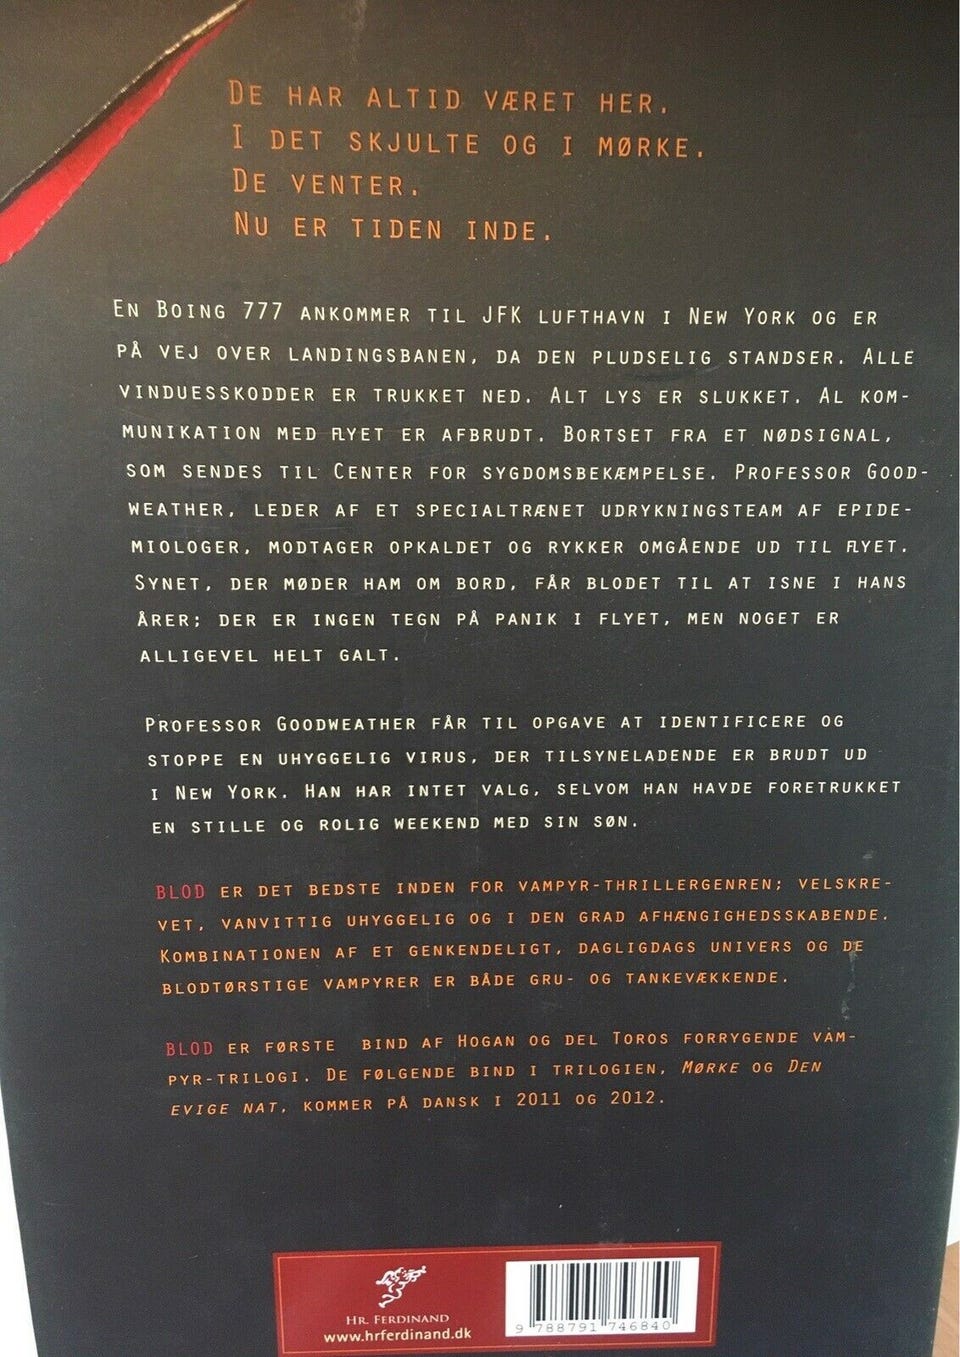 DE HAR ALTID VÆRET HER.
I DET SKJULTE OG I MØRKE.
DE VENTER.
NU ER TIDEN INDE.
EN BOING 777 ANKOMMER TIL JFK LUFTHAVN I NEW YORK OG ER
PÅ VEJ OVER LANDINGSBANEN, DA DEN PLUDSELIG STANDSER. ALLE
VINDUESSKODDER ER TRUKKET NED. ALT LYS ER SLUKKET. AL KOM-
MUNIKATION MED FLYET ER AFBRUDT. BORTSET FRA ET NØDSIGNAL,
SOM SENDES TIL CENTER FOR SYGDOMSBEKÆMPELSE. PROFESSOR GOOD-
WEATHER, LEDER AF ET SPECIALTRÆNET UDRYKNINGSTEAM AF EPIDE-
MIOLOGER, MODTAGER OPKALDET OG RYKKER OMGÅENDE UD TIL FLYET.
SYNET, DER MØDER HAM OM BORD, FÅR BLODET TIL AT ISNE I HANS
ÅRER; DER ER INGEN TEGN PÅ PANIK I FLYET, MEN NOGET ER
ALLIGEVEL HELT GALT.
PROFESSOR GOODWEATHER FÅR TIL OPGAVE AT IDENTIFICERE OG
STOPPE EN UHYGGELIG VIRUS, DER TILSYNELADENDE ER BRUDT UD
I NEW YORK. HAN HAR INTET VALG, SELVOM HAN HAVDE FORETRUKKET
EN STILLE OG ROLIG WEEKEND MED SIN SØN.
BLOD ER DET BEDSTE INDEN FOR VAMPYR-THRILLERGENREN; VELSKRE-
VET, VANVITTIG UHYGGELIG OG I DEN GRAD AFHÆNGIGHEDSSKABENDE.
KOMBINATIONEN AF ET GENKENDELIGT, DAGLIGDAGS UNIVERS OG DE
BLODTØRSTIGE VAMPYRER ER BÅDE GRU- OG TANKEVÆKKENDE.
BLOD ER FØRSTE BIND AF HOGAN OG DEL TOROS FORRYGENDE VAM-
PYR-TRILOGI. DE FØLGENDE BIND I TRILOGIEN, MØRKE OG DEN
EVIGE NAT, KOMMER PÅ DANSK I 2011 OG 2012.
HR. FERDINAND
www.hrferdinand.dk
9 788791 746840